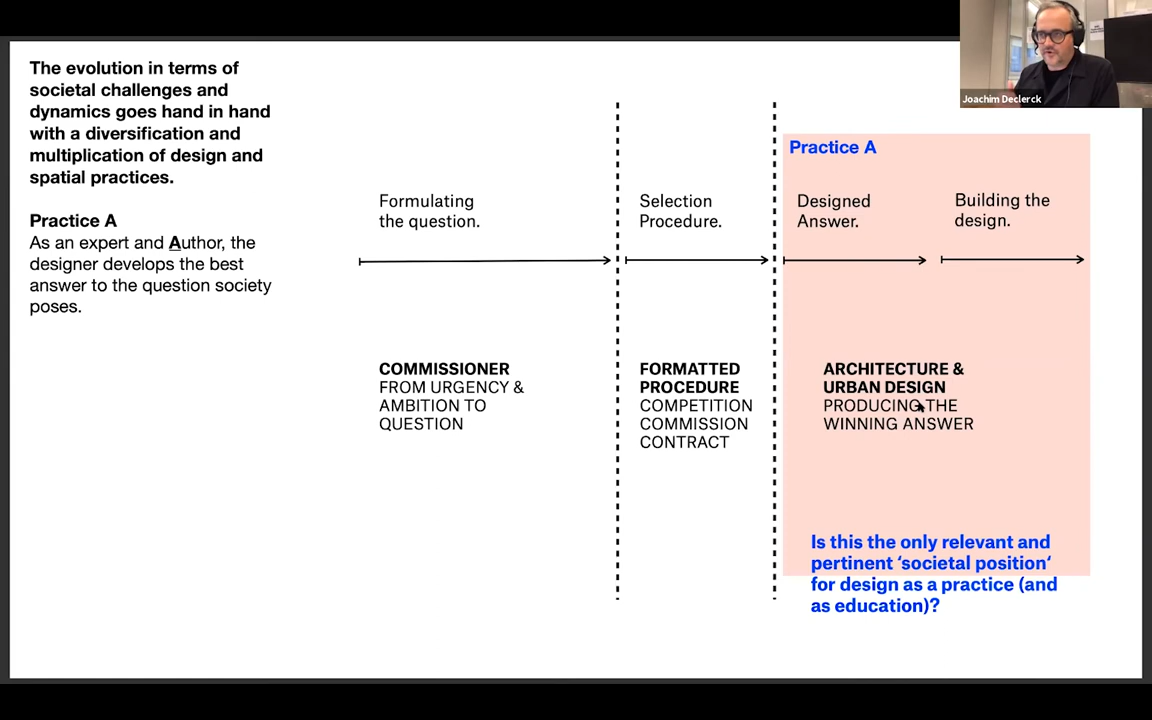 The evolution in terms of
societal challenges and
dynamics goes hand in hand
with a diversification and
multiplication of design and
spatial practices.
Practice A
As an expert and Author, the
designer develops the best
answer to the question society
poses.
Formulating
the question.
Selection
Procedure.
Practice A
Designed
Answer.
Building the
design.
COMMISSIONER
FROM URGENCY &
AMBITION TO
QUESTION
FORMATTED
PROCEDURE
COMPETITION
COMMISSION
CONTRACT
ARCHITECTURE &
URBAN DESIGN
PRODUCING THE
WINNING ANSWER
Is this the only relevant and
pertinent ‘societal position‘
for design as a practice (and
as education)?
Joachim Declerck